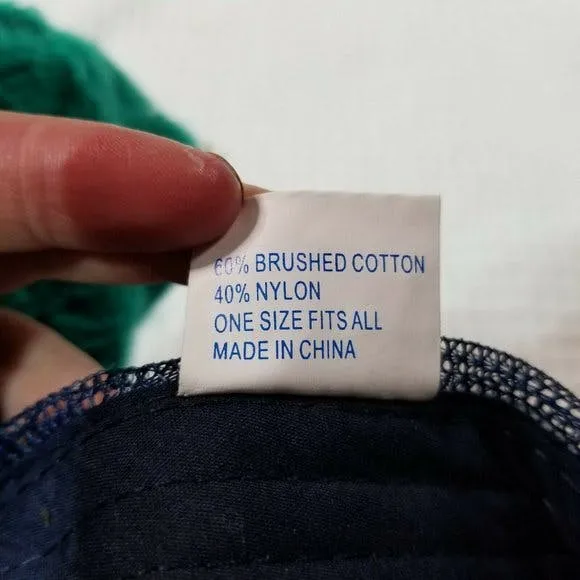 60% BRUSHED COTTON
40% NYLON
ONE SIZE FITS ALL
MADE IN CHINA